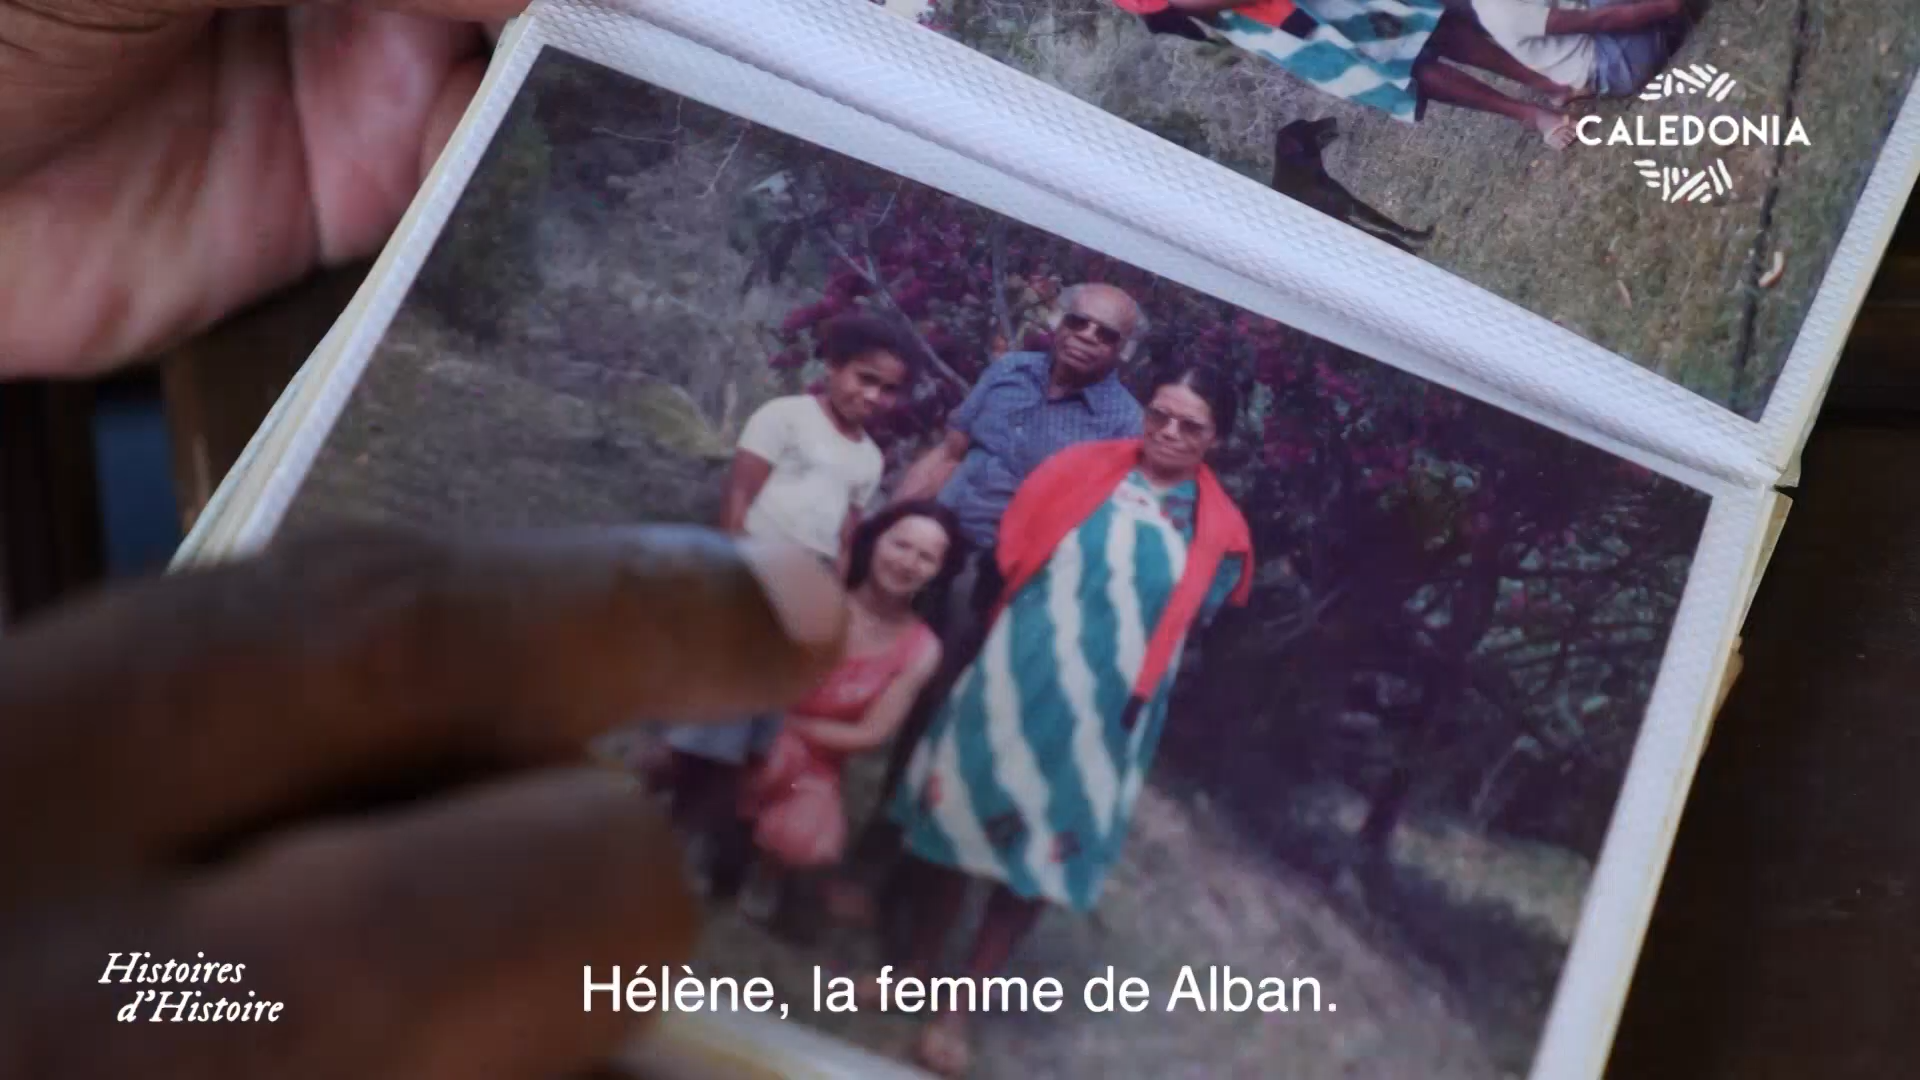 CALEDONIA
Histoires
d'Histoire
Hélène, la femme de Alban.